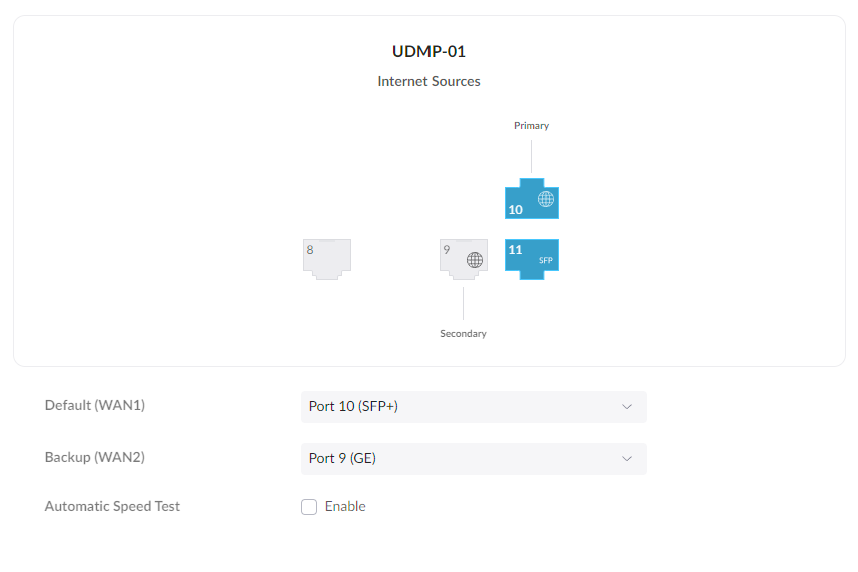 UDMP-01
Internet Sources
Primary
10
8
9
11
SFP
Secondary
Default (WAN1)
Port 10 (SFP+)
Backup (WAN2)
Port 9 (GE)
Automatic Speed Test
Enable